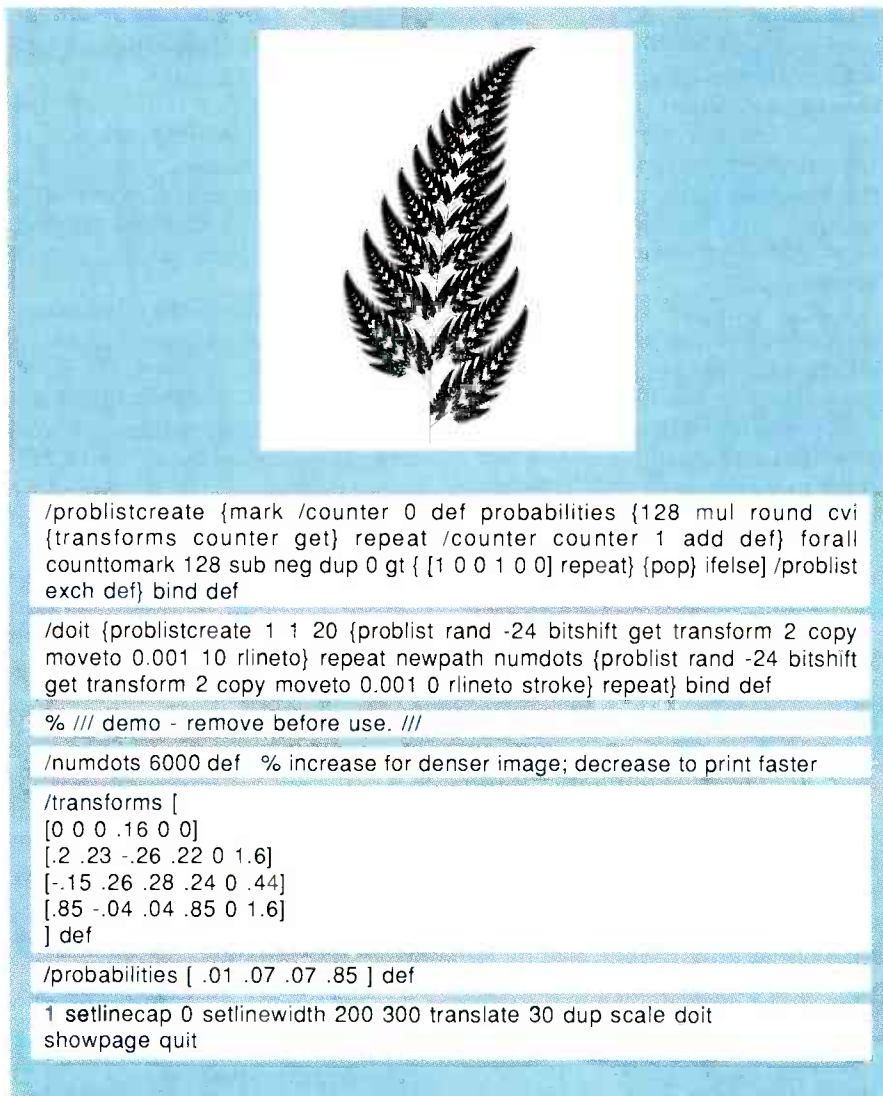 /problistcreate {mark /counter 0 def probabilities {128 mul round cvi
{transforms counter get} repeat /counter counter 1 add def} forall
counttomark 128 sub neg dup 0 gt { [1 0 0 1 0 0] repeat} {pop} ifelse] /problist
exch def} bind def
/doit {problistcreate 1 1 20 {problist rand -24 bitshift get transform 2 copy
moveto 0.001 10 rlineto} repeat newpath numdots {problist rand -24 bitshift
get transform 2 copy moveto 0.001 0 rlineto stroke} repeat} bind def
% /// demo - remove before use. ///
/numdots 6000 def % increase for denser image; decrease to print faster
/transforms [
[0 0 0 .16 0 0]
[.2 .23 -.26 .22 0 1.6]
[-.15 .26 .28 .24 0 .44]
[.85 -.04 .04 .85 0 1.6]
] def
/probabilities [ .01 .07 .07 .85 ] def
1 setlinecap 0 setlinewidth 200 300 translate 30 dup scale doit
showpage quit